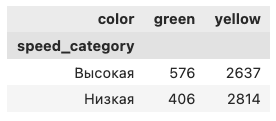 color green yellow
speed_category
Высокая 576 2637
Низкая 406 2814